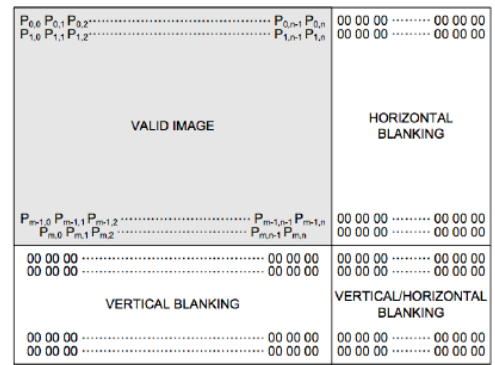 P0,0 P0,1 P0,2 ........................................ P0,n-1 P0,n
P1,0 P1,1 P1,2 ........................................ P1,n-1 P1,n
VALID IMAGE
Pm-1,0 Pm-1,1 Pm-1,2 ............................ Pm-1,n-1 Pm-1,n
Pm,0 Pm,1 Pm,2 ............................ Pm,n-1 Pm,n
00 00 00 ......... 00 00 00
00 00 00 ......... 00 00 00
HORIZONTAL
BLANKING
00 00 00 ......... 00 00 00
00 00 00 ......... 00 00 00
00 00 00 ........................................ 00 00 00
00 00 00 ........................................ 00 00 00
VERTICAL BLANKING
00 00 00 ........................................ 00 00 00
00 00 00 ........................................ 00 00 00
00 00 00 ......... 00 00 00
00 00 00 ......... 00 00 00
VERTICAL/HORIZONTAL
BLANKING
00 00 00 ......... 00 00 00
00 00 00 ......... 00 00 00